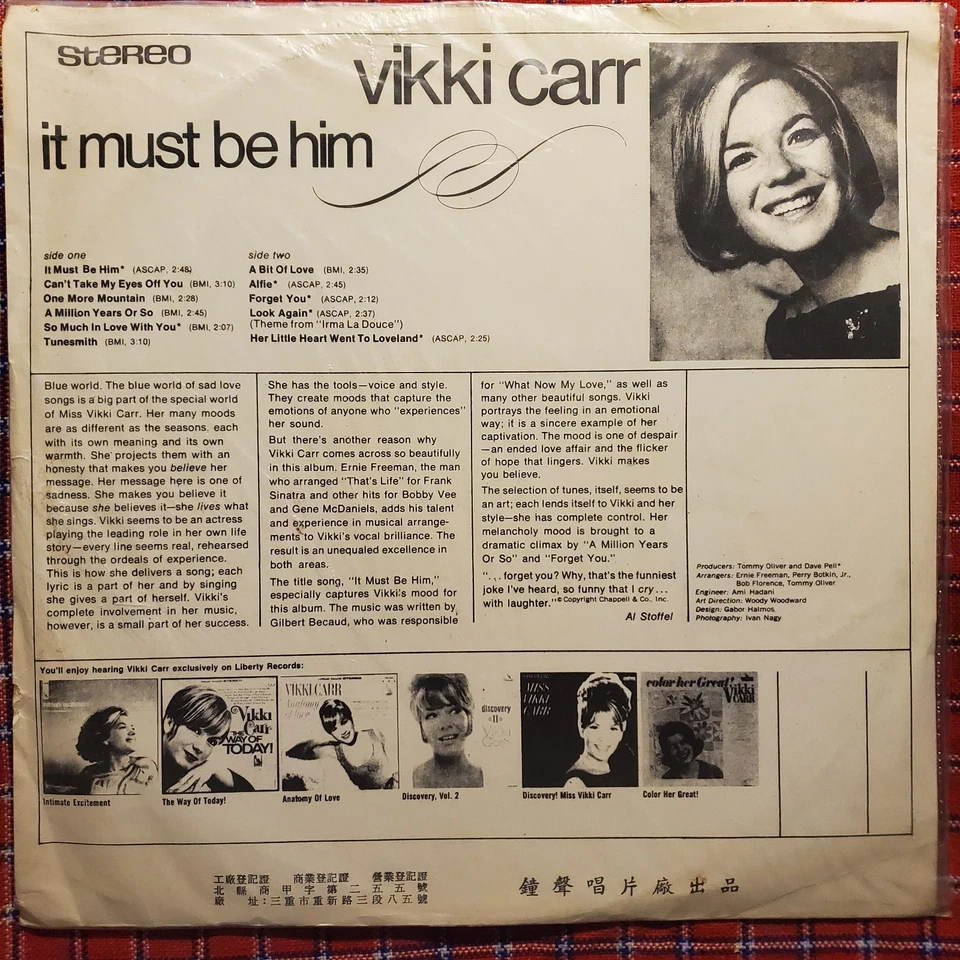 stereo
vikki carr
it must be him
side one
It Must Be Him* (ASCAP, 2:48)
Can't Take My Eyes Off You (BMI, 3:10)
One More Mountain (BMI, 2:28)
A Million Years Or So (BMI, 2:45)
So Much In Love With You* (BMI, 2:07)
Tunesmith (BMI, 3:10)
side two
A Bit Of Love (BMI, 2:35)
Alfie* (ASCAP, 2:45)
Forget You* (ASCAP, 2:12)
Look Again* (ASCAP, 2:37)
(Theme from "Irma La Douce")
Her Little Heart Went To Loveland* (ASCAP, 2:25)
Blue world. The blue world of sad love
songs is a big part of the special world
of Miss Vikki Carr. Her many moods
are as different as the seasons, each
with its own meaning and its own
warmth. She projects them with an
honesty that makes you believe her
message. Her message here is one of
sadness. She makes you believe it
because she believes it—she lives what
she sings. Vikki seems to be an actress
playing the leading role in her own life
story—every line seems real, rehearsed
through the ordeals of experience.
This is how she delivers a song; each
lyric is a part of her and by singing
she gives a part of herself. Vikki's
complete involvement in her music,
however, is a small part of her success.
She has the tools—voice and style.
They create moods that capture the
emotions of anyone who "experiences"
her sound.
But there's another reason why
Vikki Carr comes across so beautifully
in this album. Ernie Freeman, the man
who arranged "That's Life" for Frank
Sinatra and other hits for Bobby Vee
and Gene McDaniels, adds his talent
and experience in musical arrange-
ments to Vikki's vocal brilliance. The
result is an unequaled excellence in
both areas.
The title song, "It Must Be Him,"
especially captures Vikki's mood for
this album. The music was written by
Gilbert Becaud, who was responsible
for "What Now My Love," as well as
many other beautiful songs. Vikki
portrays the feeling in an emotional
way; it is a sincere example of her
captivation. The mood is one of despair
—an ended love affair and the flicker
of hope that lingers. Vikki makes
you believe.
The selection of tunes, itself, seems to be
an art; each lends itself to Vikki and her
style—she has complete control. Her
melancholy mood is brought to a
dramatic climax by "A Million Years
Or So" and "Forget You."
"...forget you? Why, that's the funniest
joke I've heard, so funny that I cry...
with laughter."© Copyright Chappell & Co., Inc.
Al Stoffel
Producers: Tommy Oliver and Dave Pell*
Arrangers: Ernie Freeman, Perry Botkin, Jr.,
Bob Florence, Tommy Oliver
Engineer: Ami Hadani
Art Direction: Woody Woodward
Design: Gabor Halmos
Photography: Ivan Nagy
You'll enjoy hearing Vikki Carr exclusively on Liberty Records:
Vikki
Carr
THE
WAY OF
TODAY!
VIKKI CARR
Anatomy
of love
discovery
II
Vikki
Carr
MISS
VIKKI
CARR
color her Great!
Vikki
CARR
Intimate Excitement
The Way Of Today!
Anatomy Of Love
Discovery, Vol. 2
Discovery! Miss Vikki Carr
Color Her Great!
工廠登記證 商業登記證 營業登記證
北縣商甲字第二五五號
廠址:三重市重新路三段八五號
鐘聲唱片廠出品